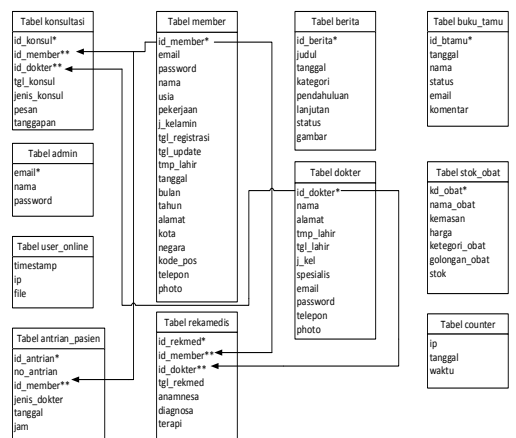 Tabel konsultasi
id_konsul*
id_member**
id_dokter**
tgl_konsul
jenis_konsul
pesan
tanggapan
Tabel member
id_member*
email
password
nama
usia
pekerjaan
j_kelamin
tgl_registrasi
tgl_update
tmp_lahir
tanggal
bulan
tahun
alamat
kota
negara
kode_pos
telepon
photo
Tabel berita
id_berita*
judul
tanggal
kategori
pendahuluan
lanjutan
status
gambar
Tabel buku_tamu
id_btamu*
tanggal
nama
status
email
komentar
Tabel admin
email*
nama
password
Tabel dokter
id_dokter*
nama
alamat
tmp_lahir
tgl_lahir
j_kel
spesialis
email
password
telepon
photo
Tabel stok_obat
kd_obat*
nama_obat
kemasan
harga
ketegori_obat
golongan_obat
stok
Tabel user_online
timestamp
ip
file
Tabel antrian_pasien
id_antrian*
no_antrian
id_member**
jenis_dokter
tanggal
jam
Tabel rekamedis
id_rekmed*
id_member**
id_dokter**
tgl_rekmed
anamnesa
diagnosa
terapi
Tabel counter
ip
tanggal
waktu